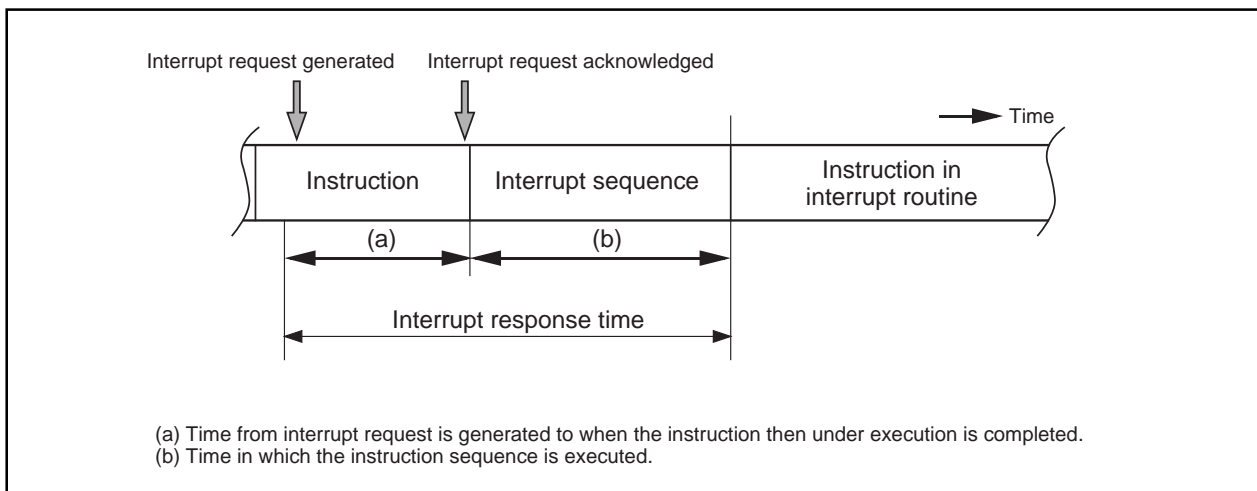 Interrupt request generated
Interrupt request acknowledged
Time
Instruction
Interrupt sequence
Instruction in
interrupt routine
(a)
(b)
Interrupt response time
(a) Time from interrupt request is generated to when the instruction then under execution is completed.
(b) Time in which the instruction sequence is executed.